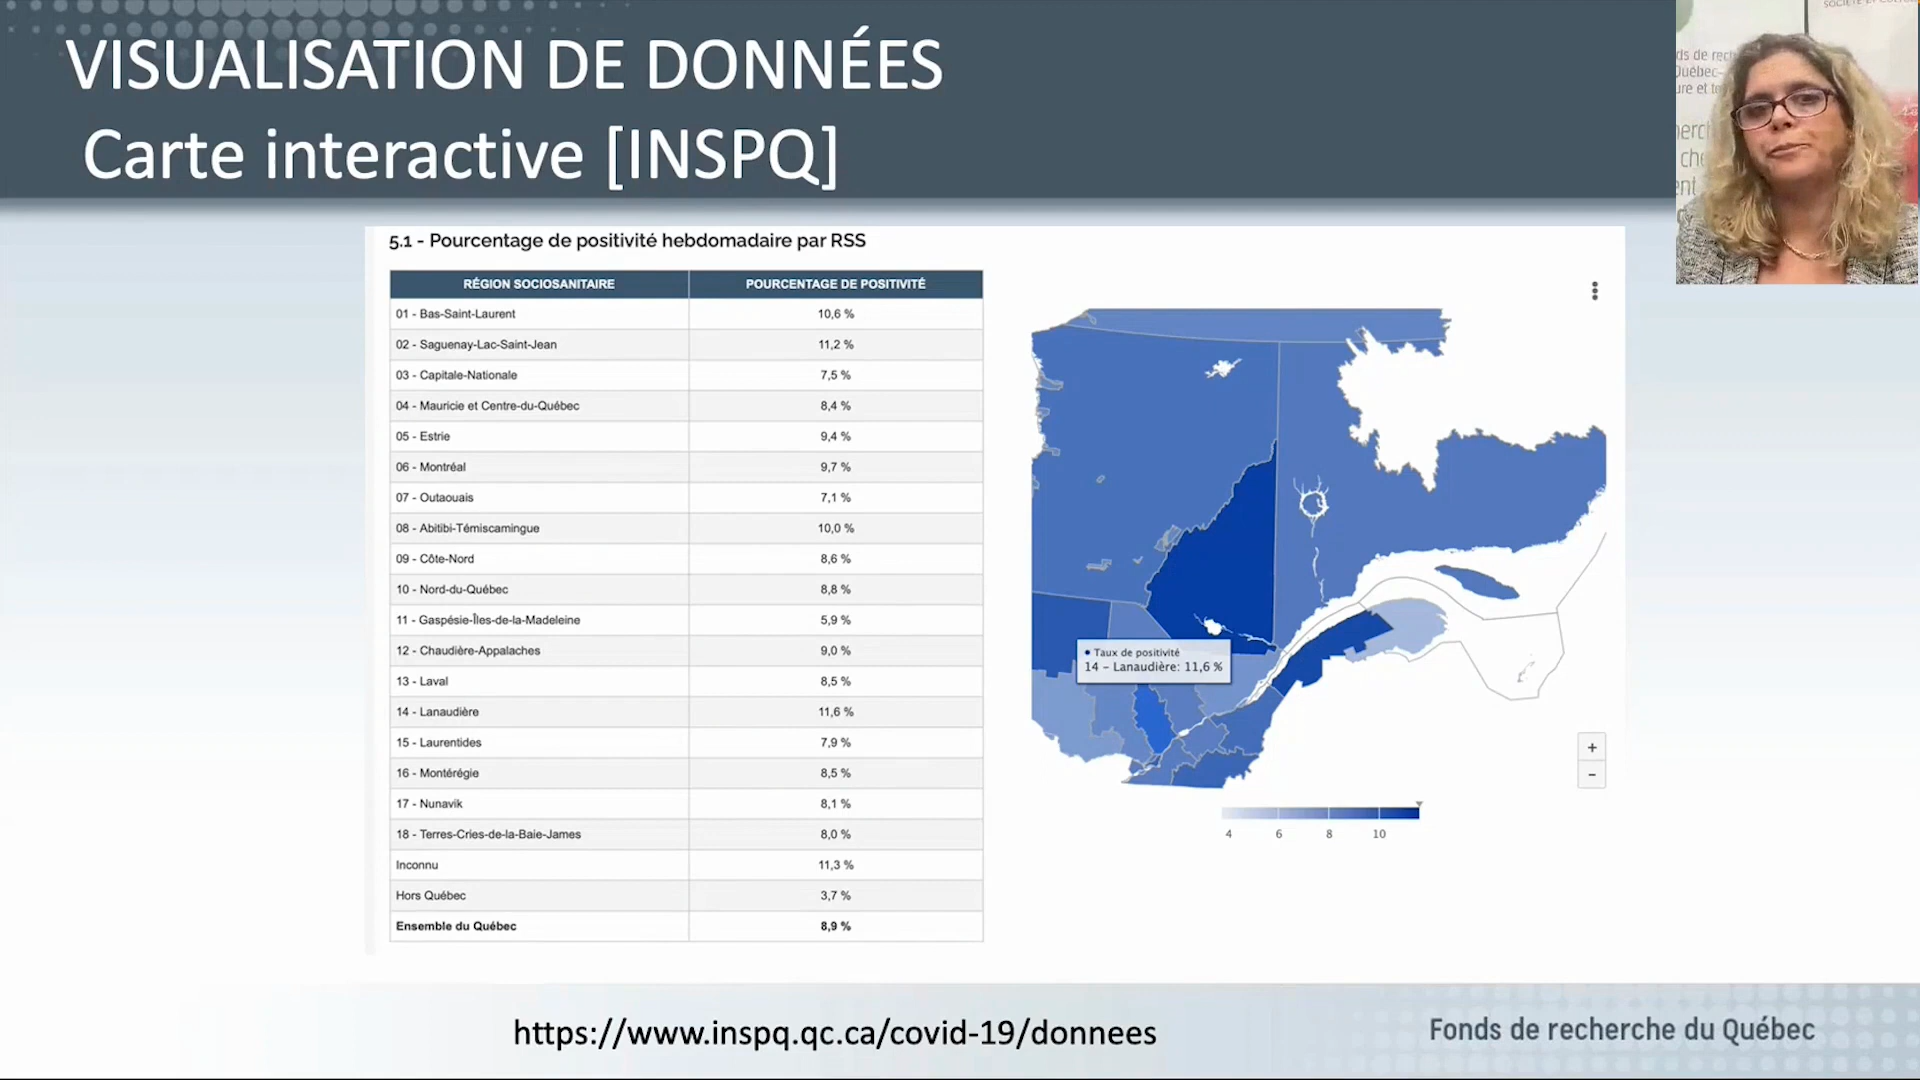 VISUALISATION DE DONNÉES
Carte interactive [INSPQ]
SOCIÉTÉ ET
ds de
Québec-
ure et
5.1 - Pourcentage de positivité hebdomadaire par RSS
RÉGION SOCIOSANITAIRE POURCENTAGE DE POSITIVITÉ
01 - Bas-Saint-Laurent 10,6 %
02 - Saguenay-Lac-Saint-Jean 11,2 %
03 - Capitale-Nationale 7,5 %
04 - Mauricie et Centre-du-Québec 8,4 %
05 - Estrie 9,4 %
06 - Montréal 9,7 %
07 - Outaouais 7,1 %
08 - Abitibi-Témiscamingue 10,0 %
09 - Côte-Nord 8,6 %
10 - Nord-du-Québec 8,8 %
11 - Gaspésie-Îles-de-la-Madeleine 5,9 %
12 - Chaudière-Appalaches 9,0 %
13 - Laval 8,5 %
14 - Lanaudière 11,6 %
15 - Laurentides 7,9 %
16 - Montérégie 8,5 %
17 - Nunavik 8,1 %
18 - Terres-Cries-de-la-Baie-James 8,0 %
Inconnu 11,3 %
Hors Québec 3,7 %
Ensemble du Québec 8,9 %
• Taux de positivité
14 – Lanaudière: 11,6 %
+
−
4 6 8 10
https://www.inspq.qc.ca/covid-19/donnees
Fonds de recherche du Québec